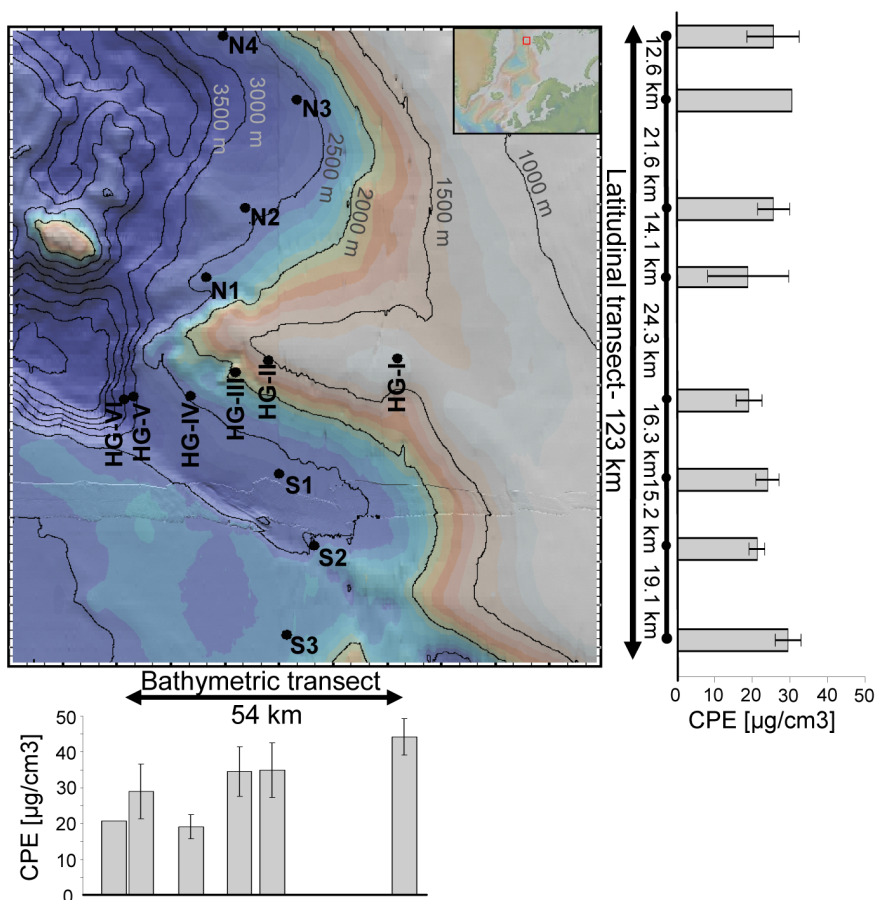 N4
N3
3000 m
3500 m
2500 m
2000 m
1500 m
1000 m
N2
N1
HG-VI
HG-V
HG-IV
HG-III
HG-II
HG-I
S1
S2
S3
Latitudinal transect- 123 km
12.6 km
21.6 km
14.1 km
24.3 km
16.3 km
15.2 km
19.1 km
0 10 20 30 40 50
CPE [µg/cm3]
Bathymetric transect
54 km
50
40
30
20
10
0
CPE [µg/cm3]